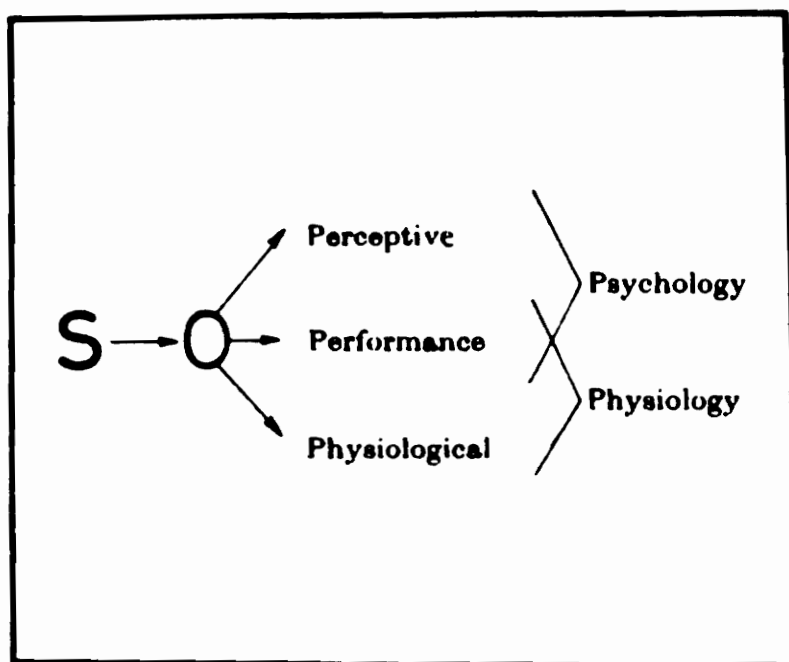 Perceptive
Psychology
S O Performance
Physiology
Physiological